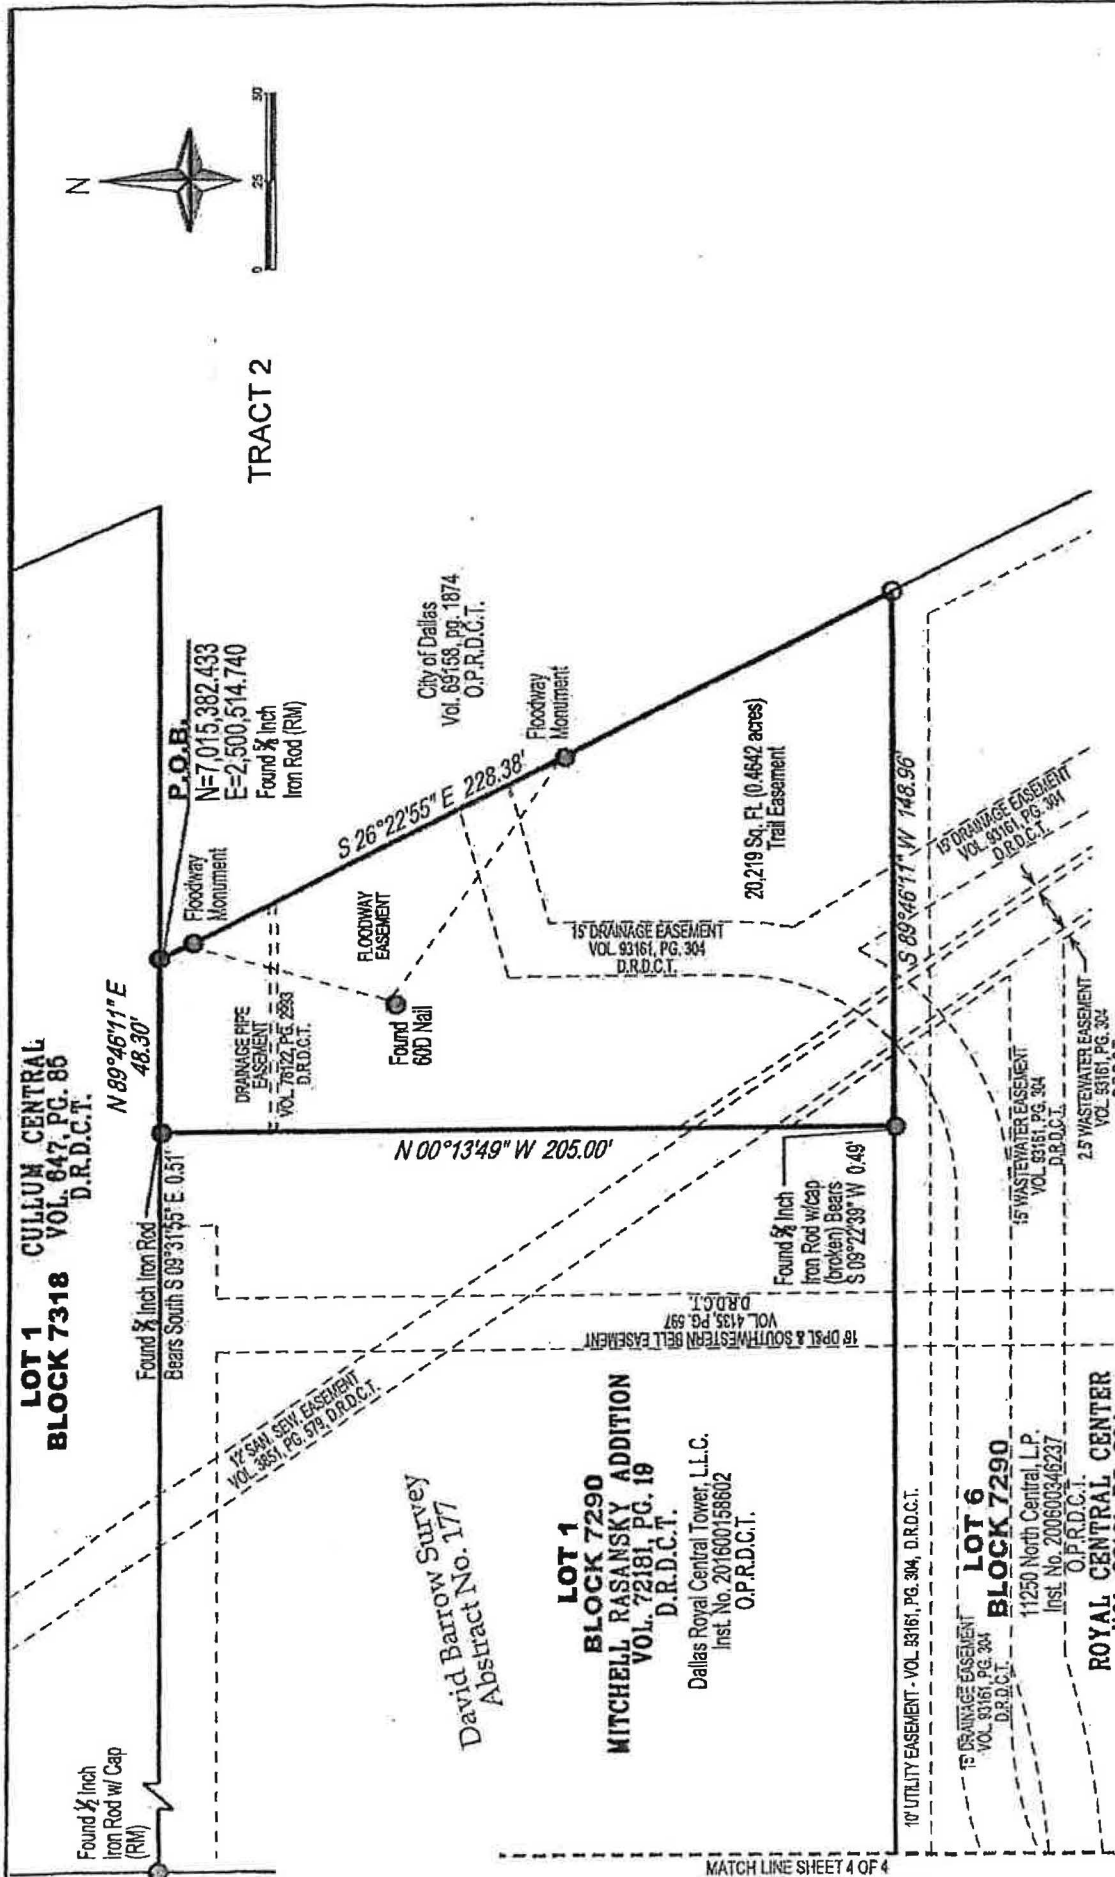 LOT 1
BLOCK 7318
CULLUM CENTRAL
VOL. 647, PG. 85
D.R.D.C.T.
N
0 25 50
TRACT 2
N 89°46'11" E
48.30'
P.O.B.
N=7,015,382.433
E=2,500,514.740
Found ⅝ Inch
Iron Rod (RM)
Floodway
Monument
City of Dallas
Vol. 69158, pg. 1874
O.P.R.D.C.T.
S 26°22'55" E 228.38'
Floodway
Monument
FLOODWAY
EASEMENT
DRAINAGE PIPE
EASEMENT
VOL. 78122, PG. 2993
D.R.D.C.T.
Found
60D Nail
15' DRAINAGE EASEMENT
VOL. 93161, PG. 304
D.R.D.C.T.
20,219 Sq. Ft. (0.4642 acres)
Trail Easement
S 89°46'11" W 148.96'
15' DRAINAGE EASEMENT
VOL. 93161, PG. 304
D.R.D.C.T.
N 00°13'49" W 205.00'
Found ⅝ Inch Iron Rod
Bears South S 09°31'55" E 0.51'
Found ⅝ Inch
Iron Rod w/cap
(broken) Bears
S 09°22'39" W 0.49'
15' WASTEWATER EASEMENT
VOL. 93161, PG. 304
D.R.D.C.T.
2.5' WASTEWATER EASEMENT
VOL. 93161, PG. 304
16' DP&L & SOUTHWESTERN BELL EASEMENT
VOL. 4135, PG. 597
D.R.D.C.T.
12' SAN. SEW. EASEMENT
VOL. 3851, PG. 579, D.R.D.C.T.
Found ½ Inch
Iron Rod w/ Cap
(RM)
David Barrow Survey
Abstract No. 177
LOT 1
BLOCK 7290
MITCHELL RASANSKY ADDITION
VOL. 72181, PG. 19
D.R.D.C.T.
Dallas Royal Central Tower, L.L.C.
Inst. No. 201600158602
O.P.R.D.C.T.
10' UTILITY EASEMENT - VOL. 93161, PG. 304, D.R.D.C.T.
15' DRAINAGE EASEMENT
VOL. 93161, PG. 304
D.R.D.C.T.
LOT 6
BLOCK 7290
11250 North Central, L.P.
Inst. No. 200600346237
O.P.R.D.C.T.
ROYAL CENTRAL CENTER
MATCH LINE SHEET 4 OF 4